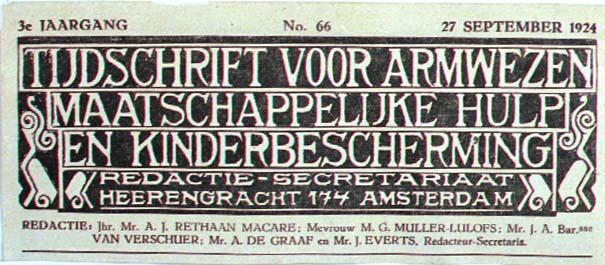 3e JAARGANG No. 66 27 SEPTEMBER 1924
TIJDSCHRIFT VOOR ARMWEZEN
MAATSCHAPPELIJKE HULP
EN KINDERBESCHERMING
REDACTIE-SECRETARIAAT
HEERENGRACHT 174 AMSTERDAM
REDACTIE: Jhr. Mr. A. J. RETHAAN MACARE; Mevrouw M. G. MULLER-LULOFS; Mr. J. A. Bar.sse
VAN VERSCHUER; Mr. A. DE GRAAF en Mr. J. EVERTS, Redacteur-Secretaris.